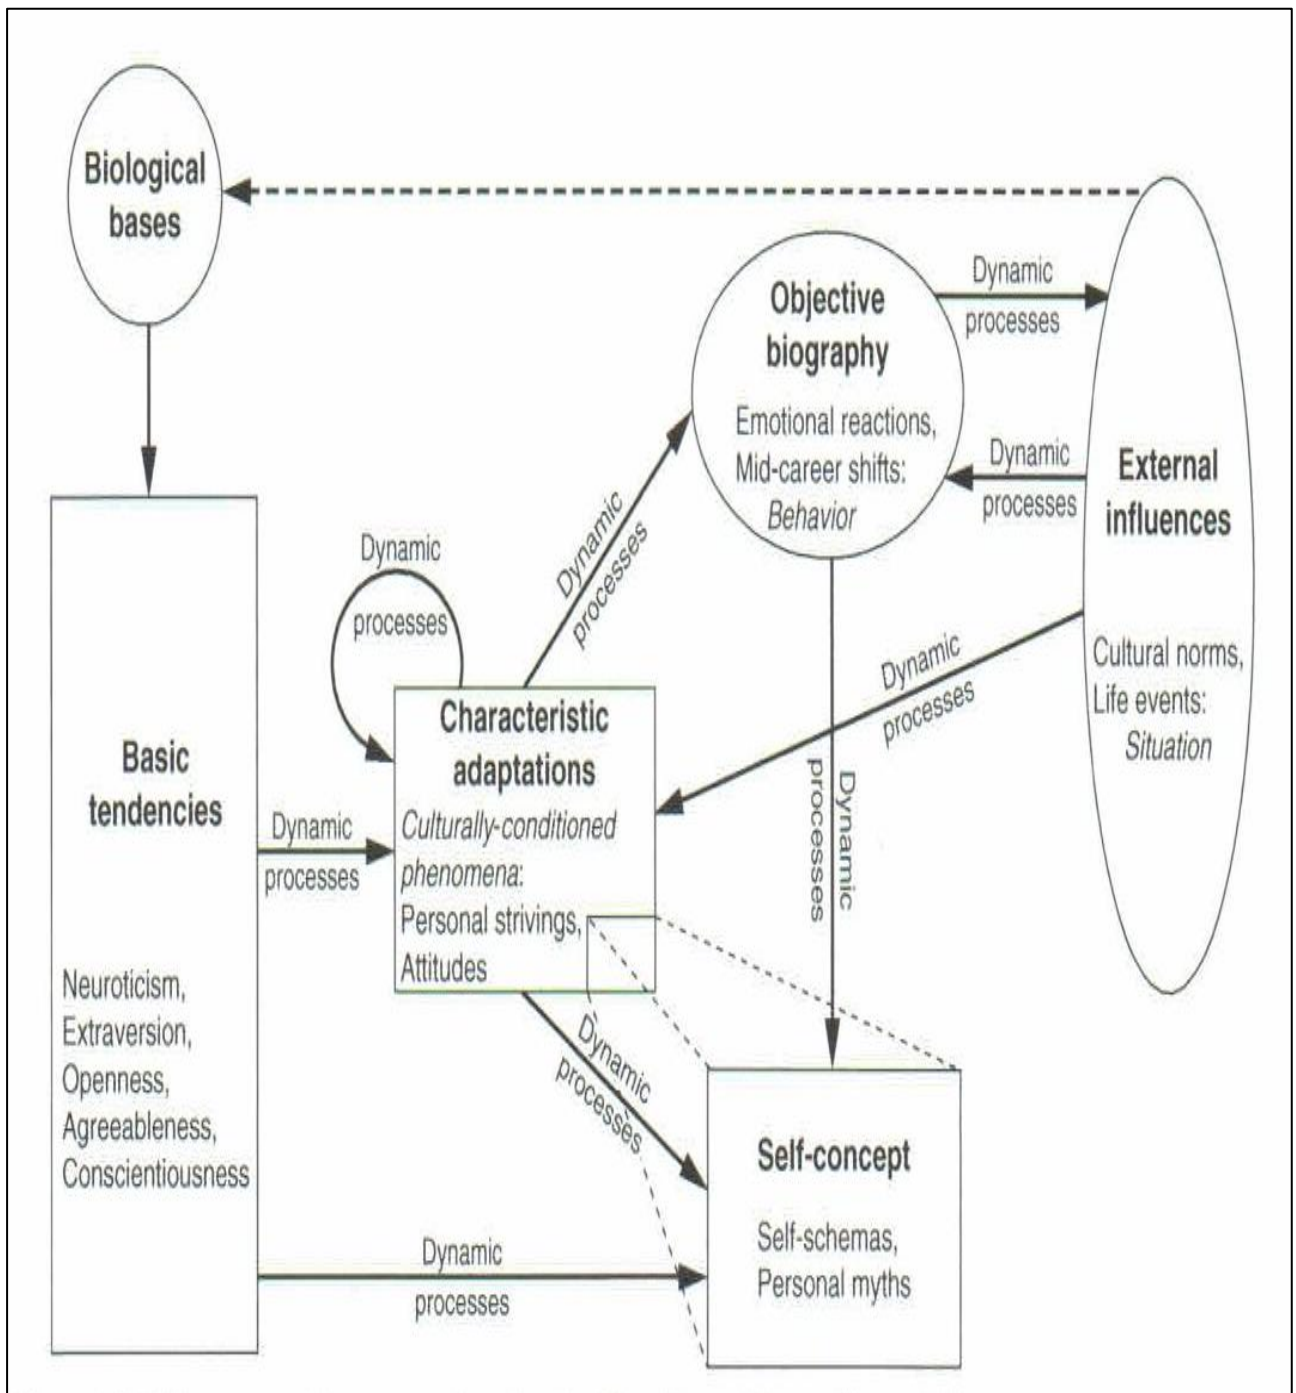 Biological
bases
Dynamic
processes
Objective
biography
Emotional reactions,
Mid-career shifts:
Behavior
Dynamic
processes
External
influences
Cultural norms,
Life events:
Situation
Dynamic
processes
Dynamic
processes
Dynamic
processes
Dynamic
processes
Basic
tendencies
Neuroticism,
Extraversion,
Openness,
Agreeableness,
Conscientiousness
Dynamic
processes
Characteristic
adaptations
Culturally-conditioned
phenomena:
Personal strivings,
Attitudes
Dynamic
processes
Dynamic
processes
Self-concept
Self-schemas,
Personal myths
Dynamic
processes